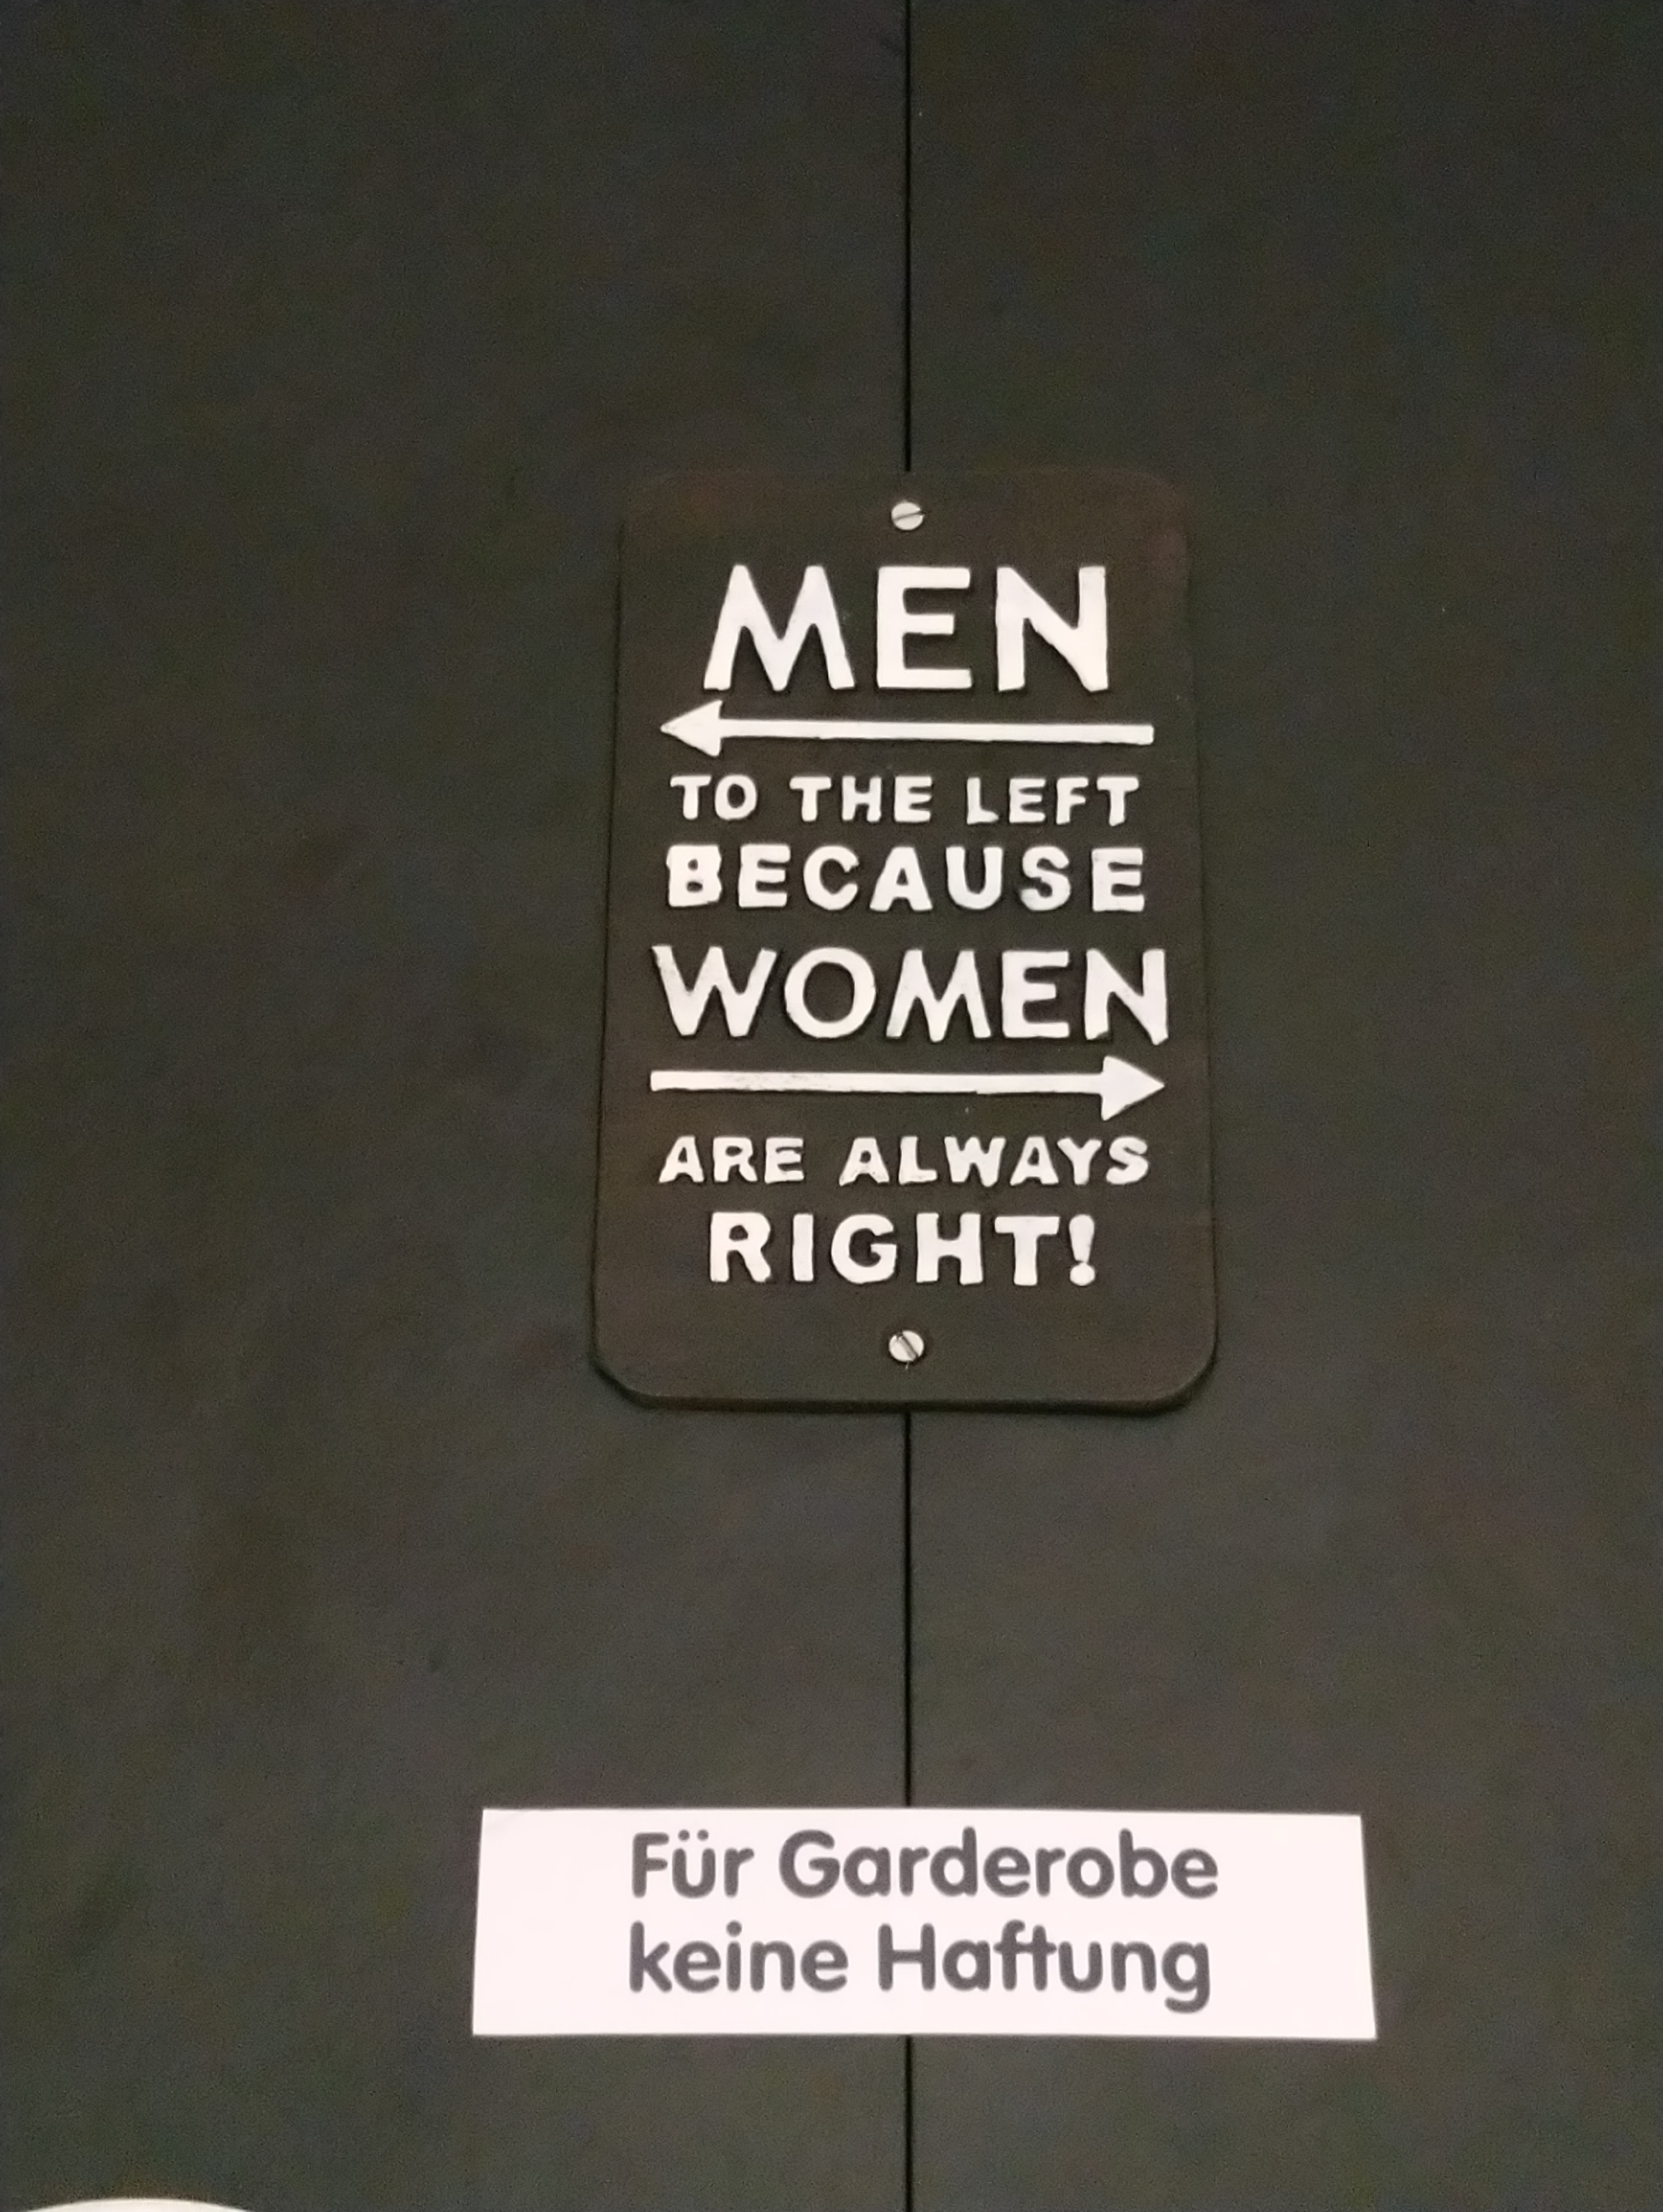 MEN
TO THE LEFT
BECAUSE
WOMEN
ARE ALWAYS
RIGHT!
Für Garderobe
keine Haftung